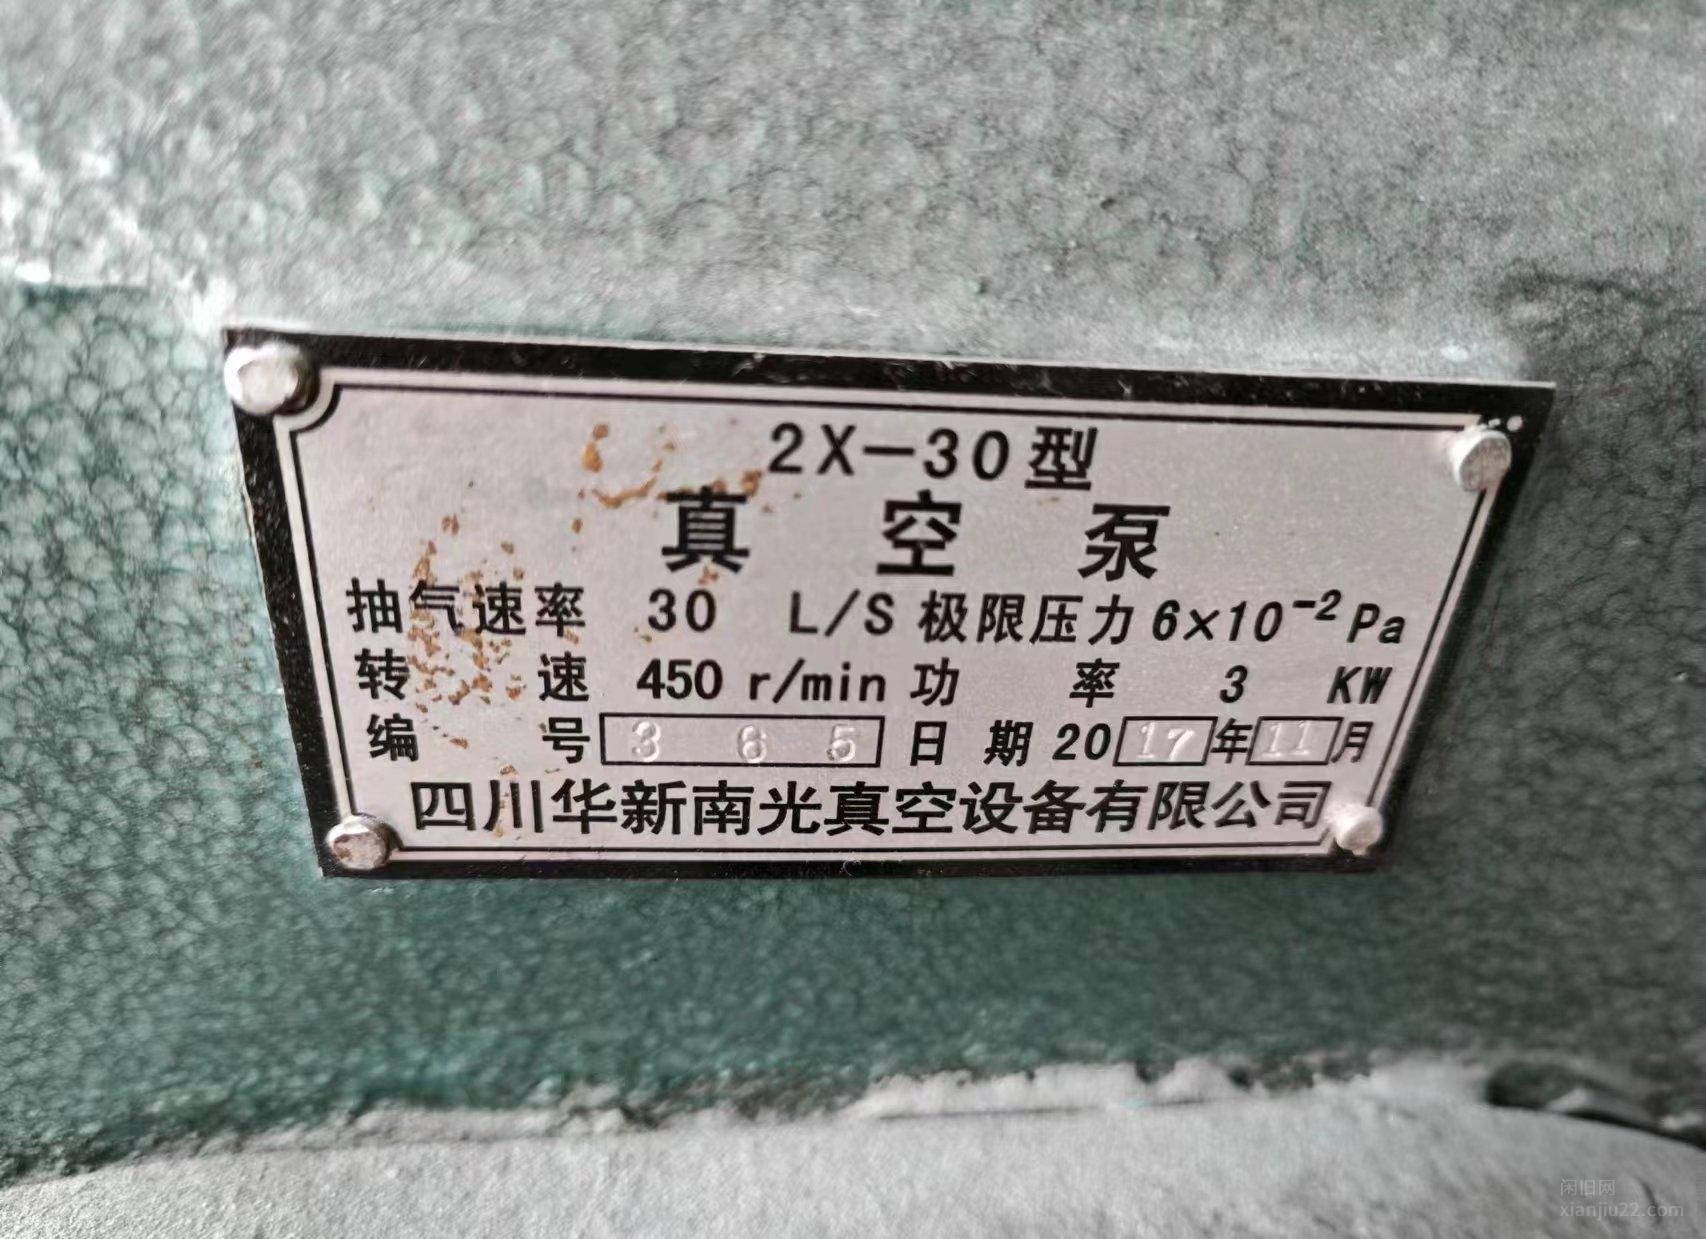 2X-30型
真空泵
抽气速率 30 L/S 极限压力 6×10⁻² Pa
转速 450 r/min 功率 3 KW
编号 3 6 5 日期 2017年11月
四川华新南光真空设备有限公司
闲旧网
xianjiu22.com